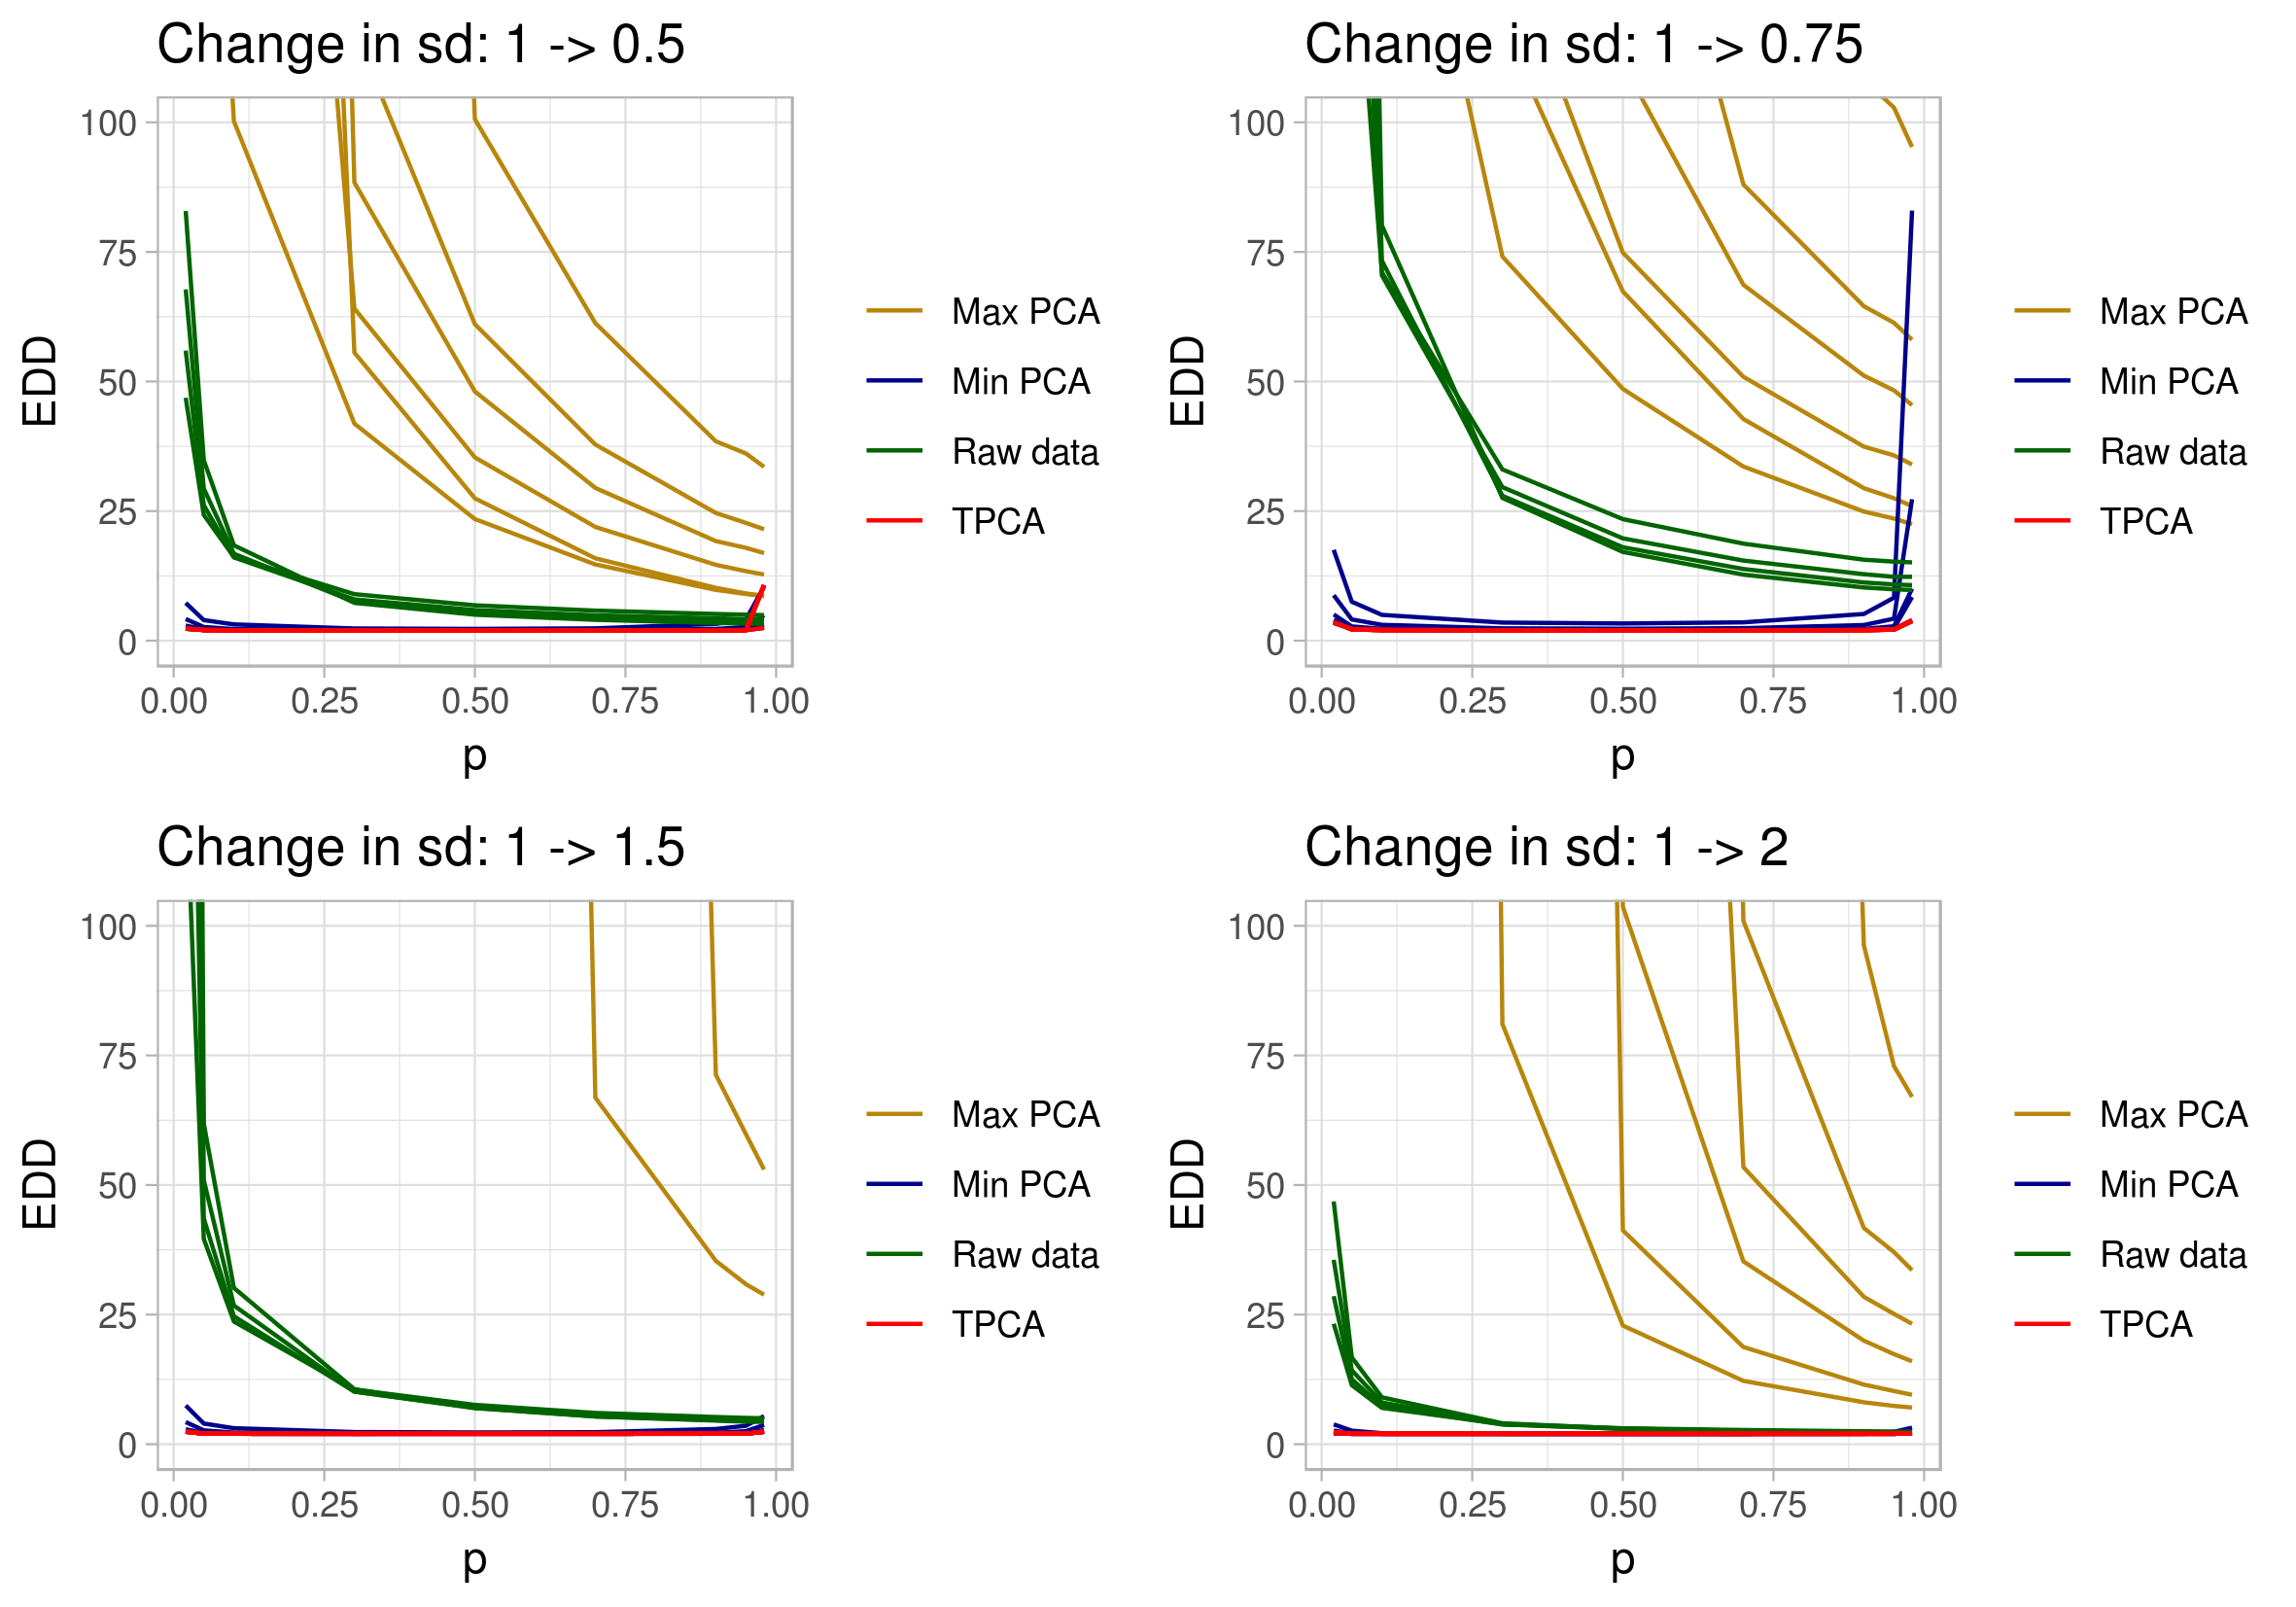 Change in sd: 1 -> 0.5
100
75
50
25
0
EDD
0.00 0.25 0.50 0.75 1.00
p
Max PCA
Min PCA
Raw data
TPCA
Change in sd: 1 -> 0.75
100
75
50
25
0
EDD
0.00 0.25 0.50 0.75 1.00
p
Max PCA
Min PCA
Raw data
TPCA
Change in sd: 1 -> 1.5
100
75
50
25
0
EDD
0.00 0.25 0.50 0.75 1.00
p
Max PCA
Min PCA
Raw data
TPCA
Change in sd: 1 -> 2
100
75
50
25
0
EDD
0.00 0.25 0.50 0.75 1.00
p
Max PCA
Min PCA
Raw data
TPCA